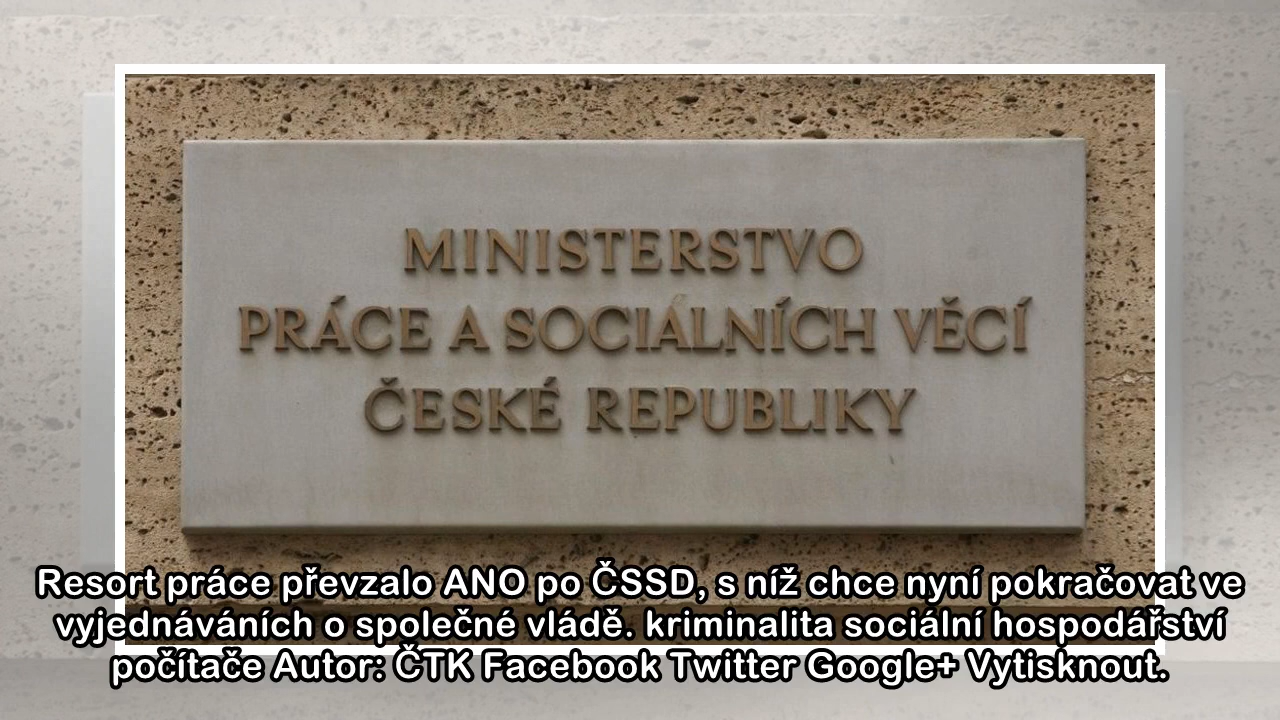 MINISTERSTVO
PRÁCE A SOCIÁLNÍCH VĚCÍ
ČESKÉ REPUBLIKY
Resort práce převzalo ANO po ČSSD, s níž chce nyní pokračovat ve
vyjednáváních o společné vládě. kriminalita sociální hospodářství
počítače Autor: ČTK Facebook Twitter Google+ Vytisknout.